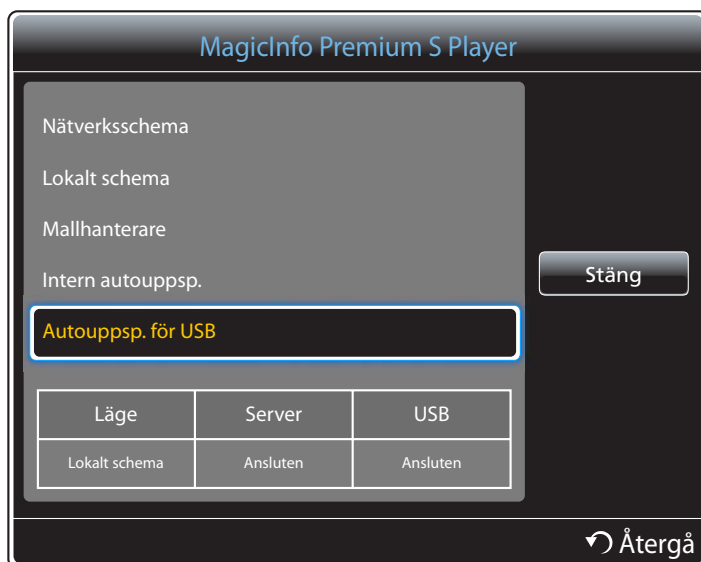 MagicInfo Premium S Player
Nätverksschema
Lokalt schema
Mallhanterare
Intern autouppsp.
Autouppsp. för USB
Stäng
Läge Server USB
Lokalt schema Ansluten Ansluten
Återgå